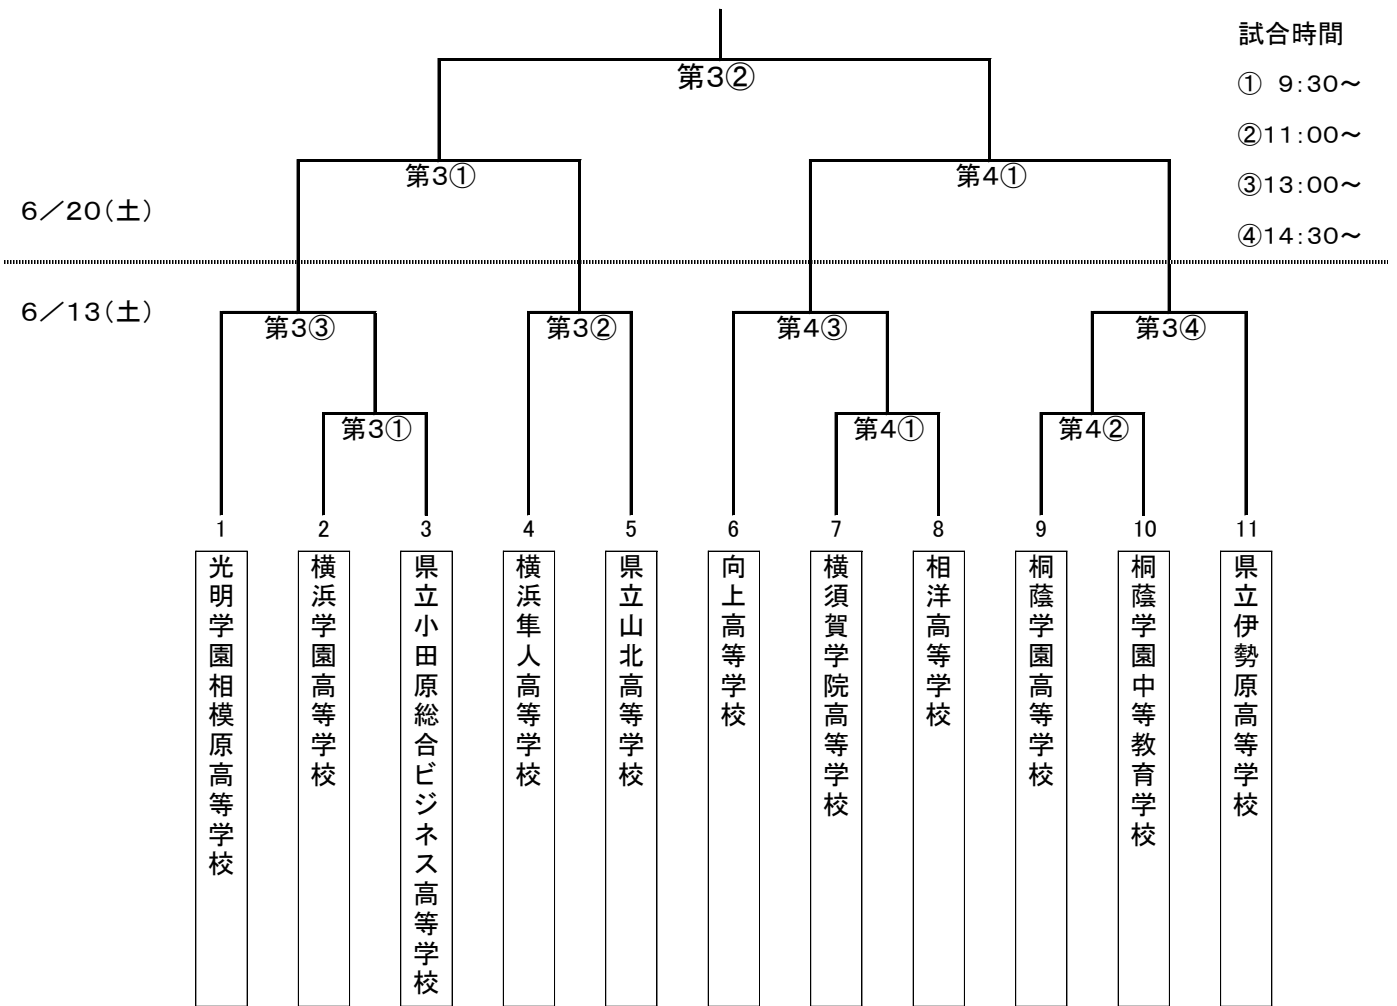 試合時間
① 9:30～
②11:00～
③13:00～
④14:30～
第3②
第3①
第4①
6／20(土)
6／13(土)
第3③
第3②
第4③
第3④
第3①
第4①
第4②
1
2
3
4
5
6
7
8
9
10
11
光明学園相模原高等学校
横浜学園高等学校
県立小田原総合ビジネス高等学校
横浜隼人高等学校
県立山北高等学校
向上高等学校
横須賀学院高等学校
相洋高等学校
桐蔭学園高等学校
桐蔭学園中等教育学校
県立伊勢原高等学校